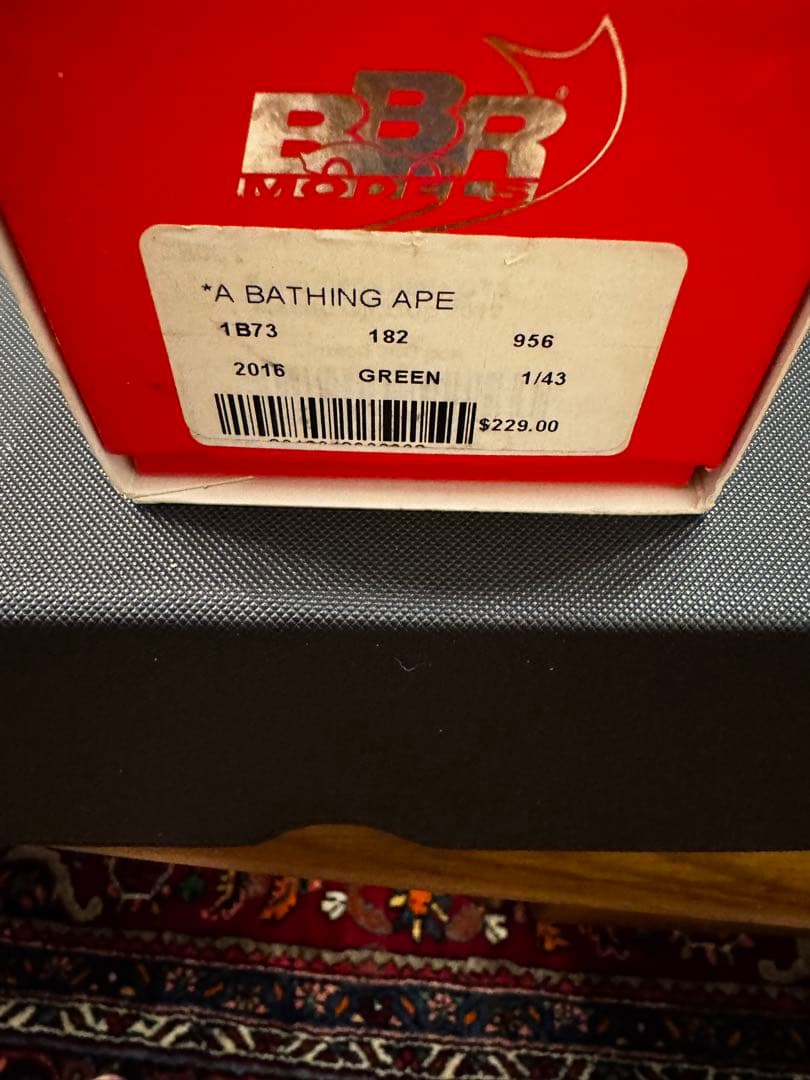 BBR
MODELS
*A BATHING APE
1B73 182 956
2016 GREEN 1/43
$229.00